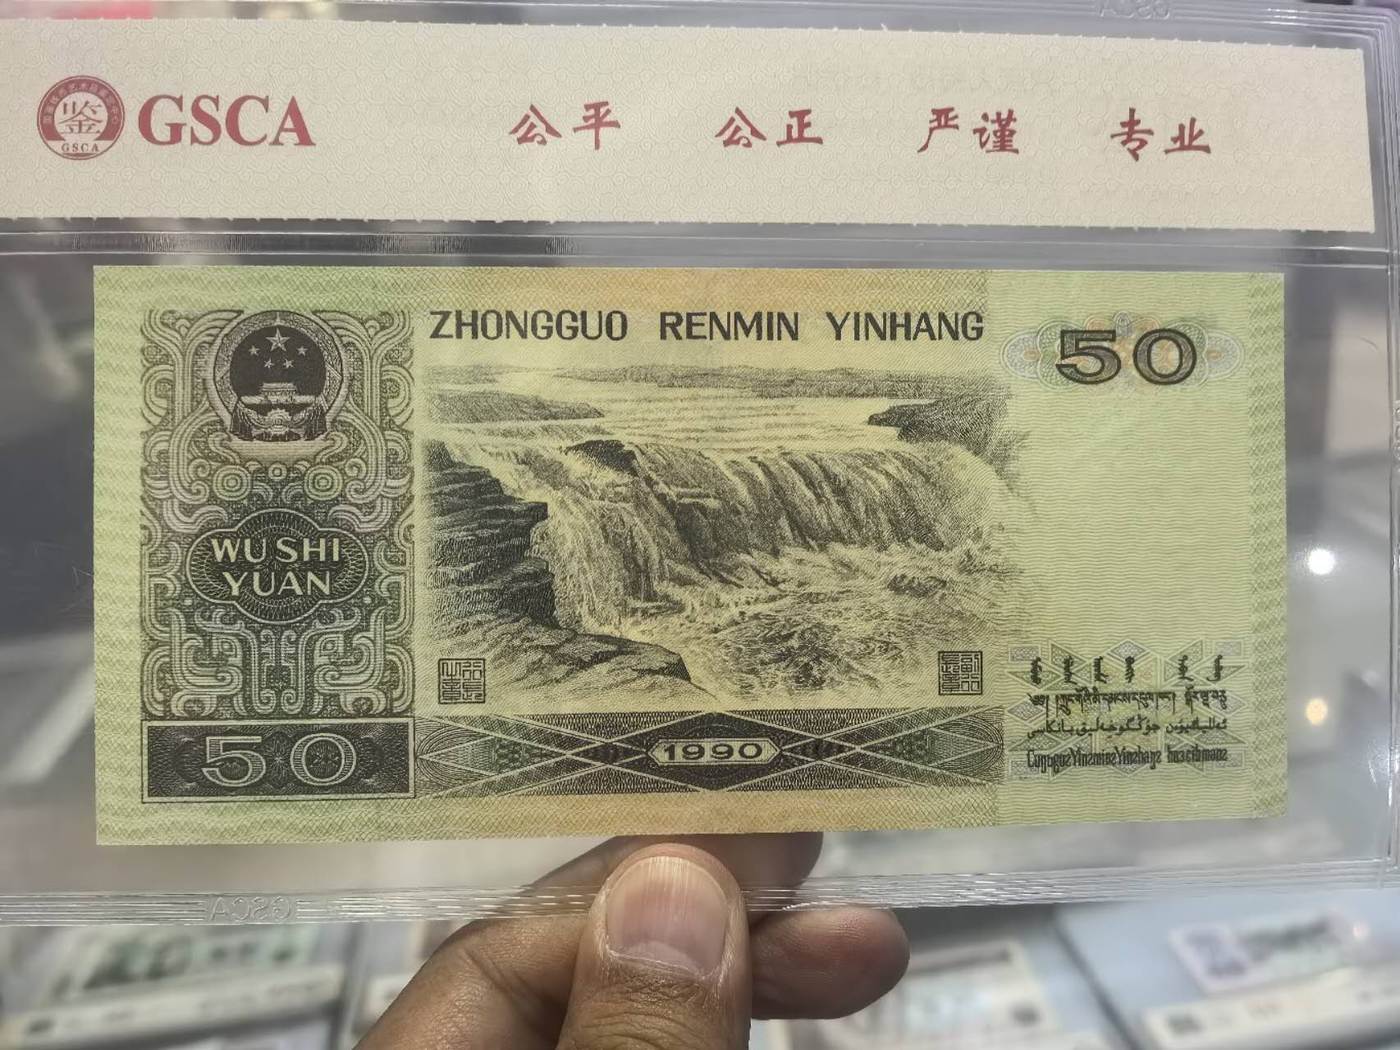 GSCA
公平 公正 严谨 专业
鉴
GSCA
ZHONGGUO RENMIN YINHANG
50
WU SHI
YUAN
50
1990
GSCA